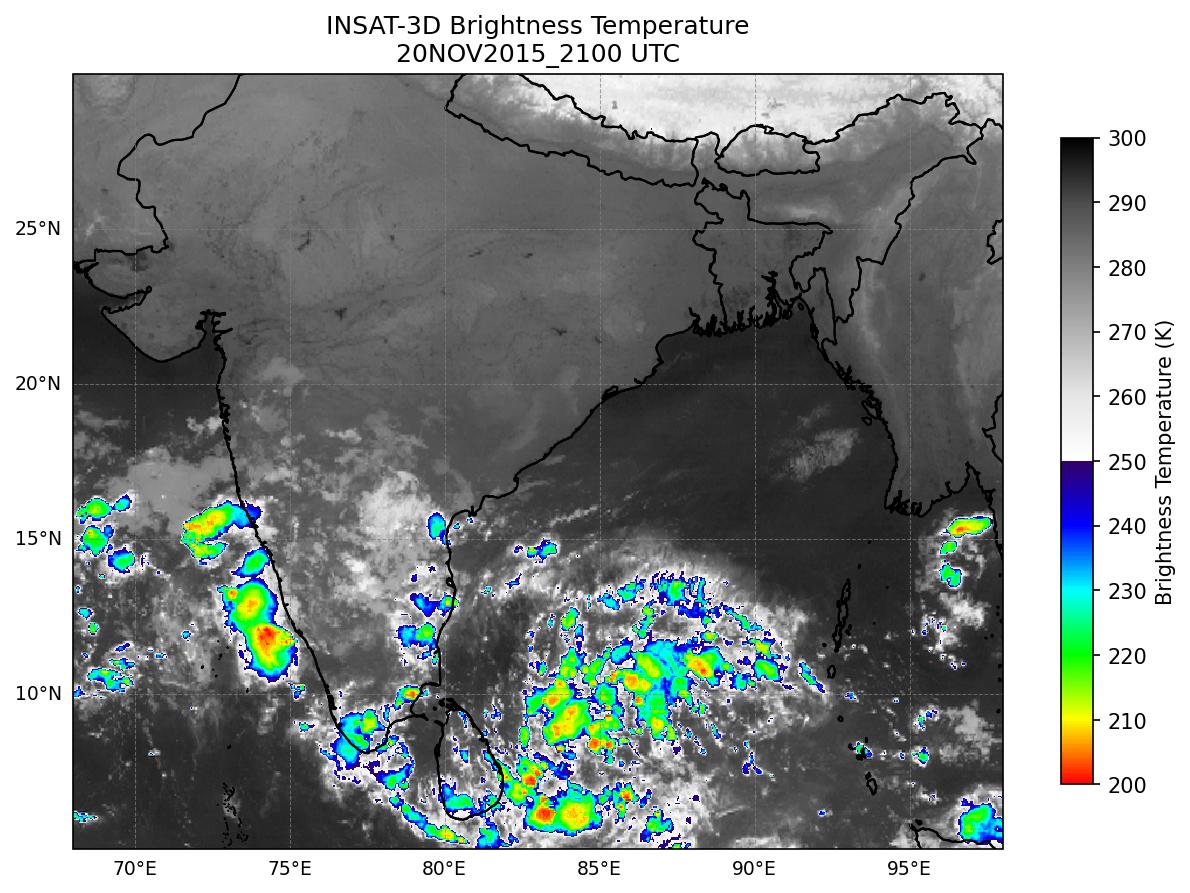 INSAT-3D Brightness Temperature
20NOV2015_2100 UTC
25°N
20°N
15°N
10°N
70°E
75°E
80°E
85°E
90°E
95°E
300
290
280
270
260
250
240
230
220
210
200
Brightness Temperature (K)